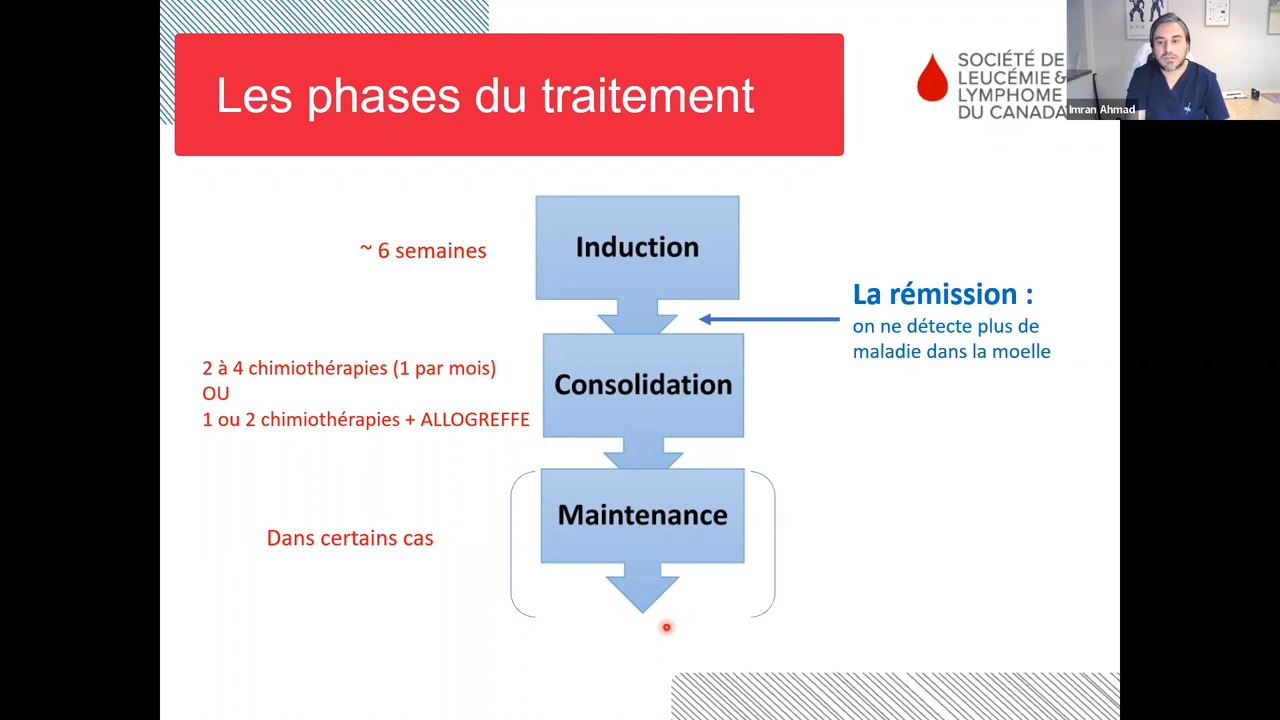 Les phases du traitement
SOCIÉTÉ DE
LEUCÉMIE &
LYMPHOME
DU CANADA
Imran Ahmad
~ 6 semaines
Induction
La rémission :
on ne détecte plus de
maladie dans la moelle
2 à 4 chimiothérapies (1 par mois)
OU
1 ou 2 chimiothérapies + ALLOGREFFE
Consolidation
Dans certains cas
Maintenance